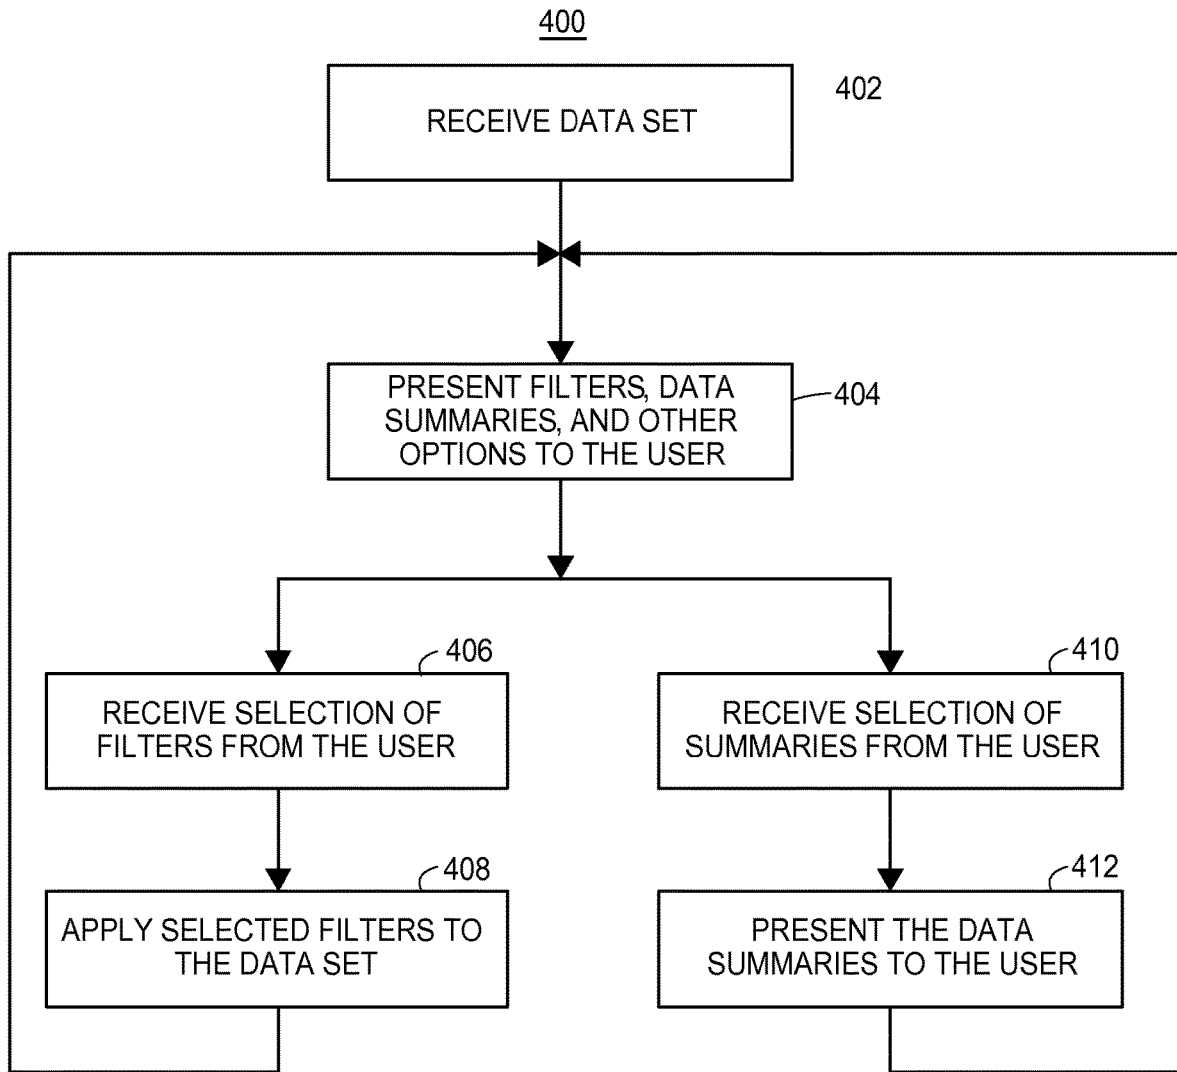 400
402
RECEIVE DATA SET
PRESENT FILTERS, DATA
SUMMARIES, AND OTHER
OPTIONS TO THE USER
404
406
RECEIVE SELECTION OF
FILTERS FROM THE USER
410
RECEIVE SELECTION OF
SUMMARIES FROM THE USER
408
APPLY SELECTED FILTERS TO
THE DATA SET
412
PRESENT THE DATA
SUMMARIES TO THE USER